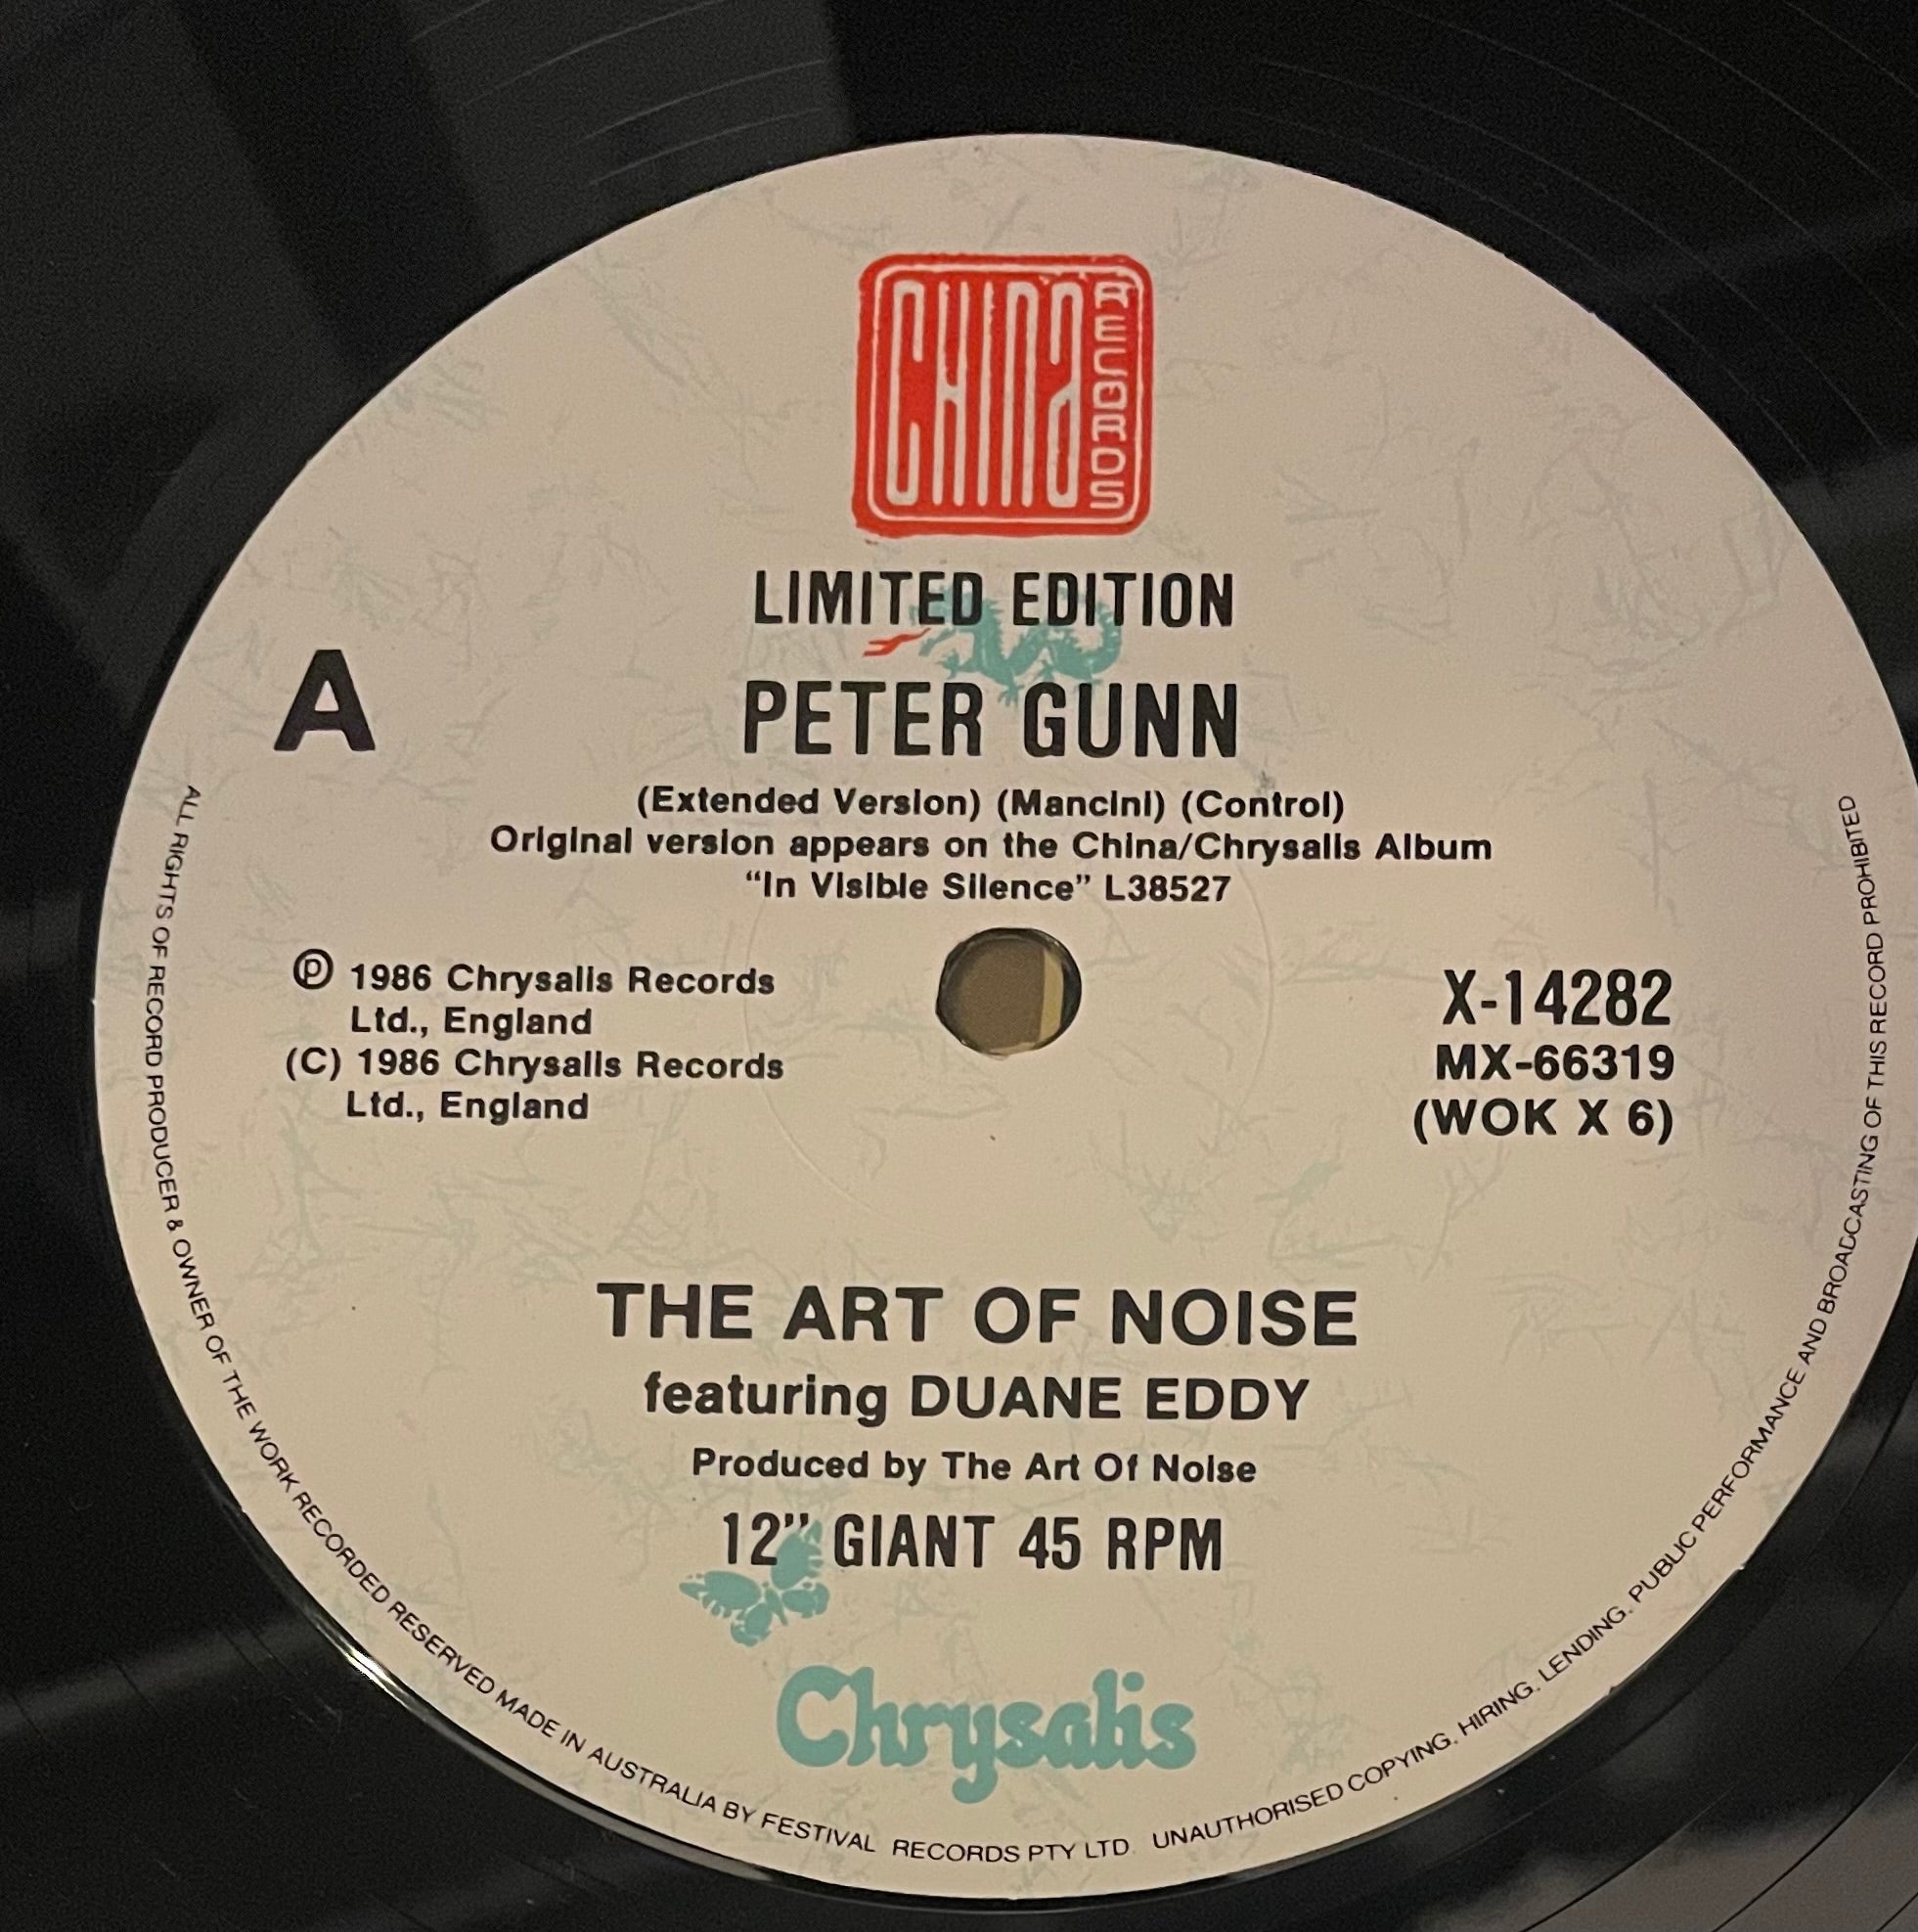 CHINA RECORDS
LIMITED EDITION
A
PETER GUNN
(Extended Version) (Mancini) (Control)
Original version appears on the China/Chrysalis Album
“In Visible Silence” L38527
℗ 1986 Chrysalis Records
Ltd., England
(C) 1986 Chrysalis Records
Ltd., England
X-14282
MX-66319
(WOK X 6)
THE ART OF NOISE
featuring DUANE EDDY
Produced by The Art Of Noise
12” GIANT 45 RPM
Chrysalis
ALL RIGHTS OF RECORD PRODUCER & OWNER OF THE WORK RECORDED RESERVED MADE IN AUSTRALIA BY FESTIVAL RECORDS PTY LTD. UNAUTHORISED COPYING, HIRING, LENDING, PUBLIC PERFORMANCE AND BROADCASTING OF THIS RECORD PROHIBITED